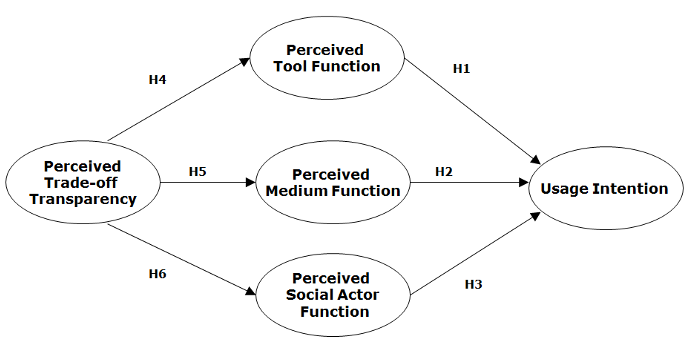 Perceived
Tool Function
H4
H1
Perceived
Trade-off
Transparency
H5
Perceived
Medium Function
H2
Usage Intention
H6
Perceived
Social Actor
Function
H3